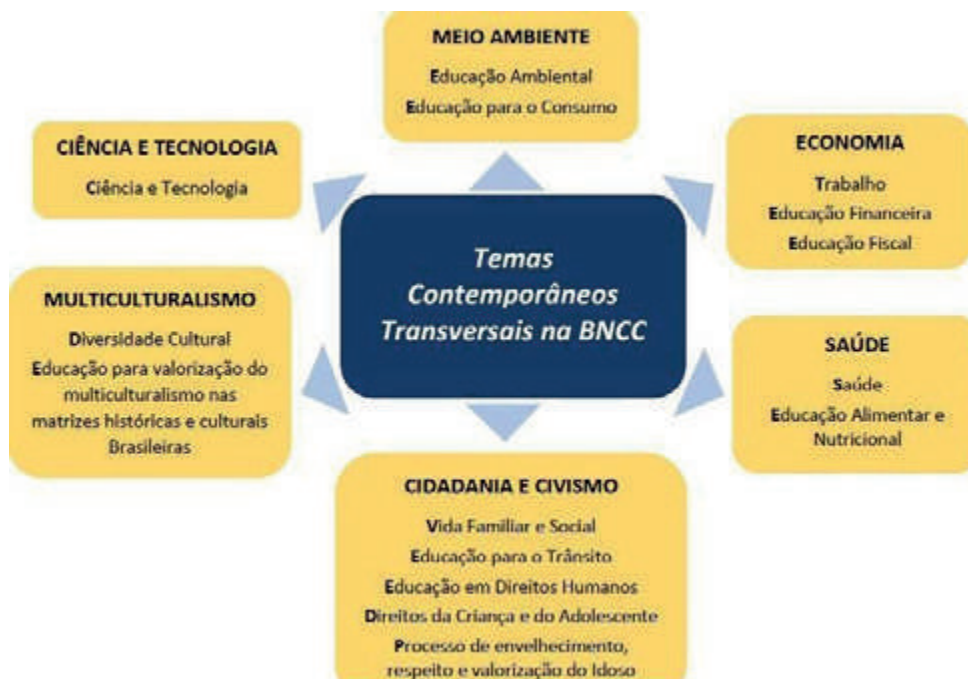 MEIO AMBIENTE
Educação Ambiental
Educação para o Consumo
CIÊNCIA E TECNOLOGIA
Ciência e Tecnologia
ECONOMIA
Trabalho
Educação Financeira
Educação Fiscal
Temas
Contemporâneos
Transversais na BNCC
MULTICULTURALISMO
Diversidade Cultural
Educação para valorização do
multiculturalismo nas
matrizes históricas e culturais
Brasileiras
SAÚDE
Saúde
Educação Alimentar e
Nutricional
CIDADANIA E CIVISMO
Vida Familiar e Social
Educação para o Trânsito
Educação em Direitos Humanos
Direitos da Criança e do Adolescente
Processo de envelhecimento,
respeito e valorização do Idoso